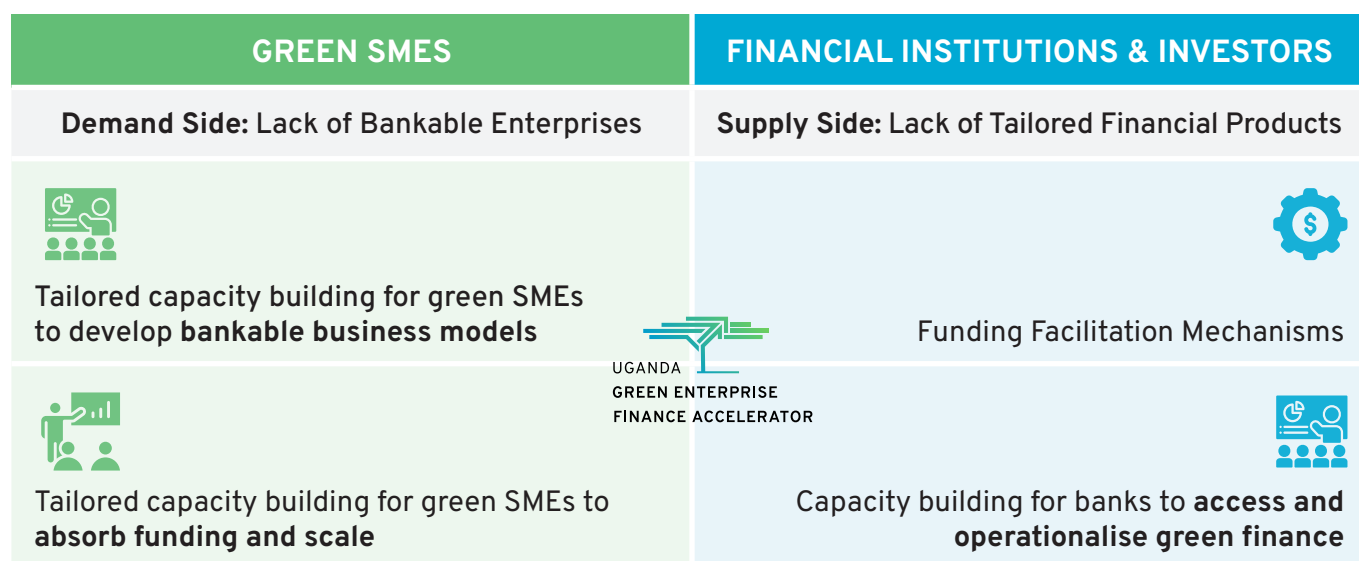 GREEN SMES
FINANCIAL INSTITUTIONS & INVESTORS
Demand Side: Lack of Bankable Enterprises
Supply Side: Lack of Tailored Financial Products
Tailored capacity building for green SMEs
to develop bankable business models
$
Funding Facilitation Mechanisms
UGANDA
GREEN ENTERPRISE
FINANCE ACCELERATOR
Tailored capacity building for green SMEs to
absorb funding and scale
Capacity building for banks to access and
operationalise green finance